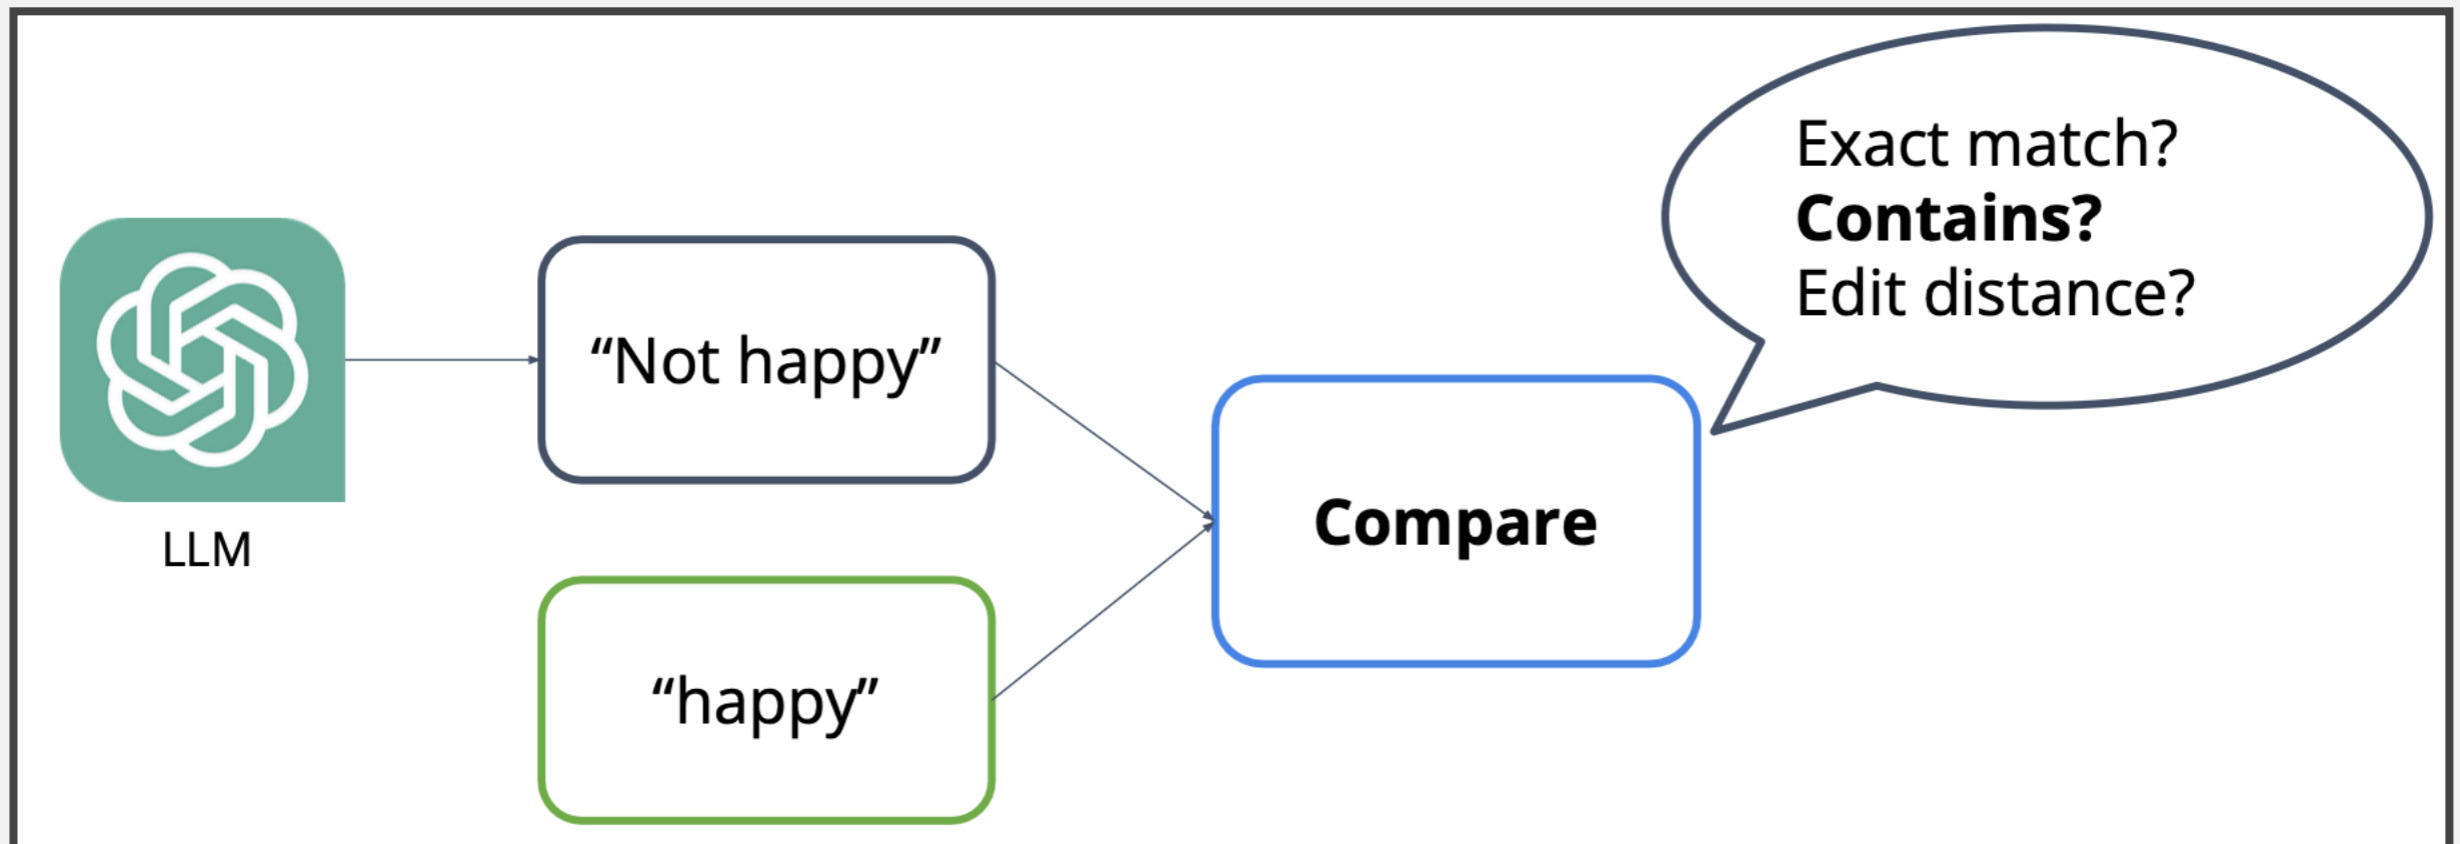 Exact match?
Contains?
Edit distance?
“Not happy”
LLM
Compare
“happy”